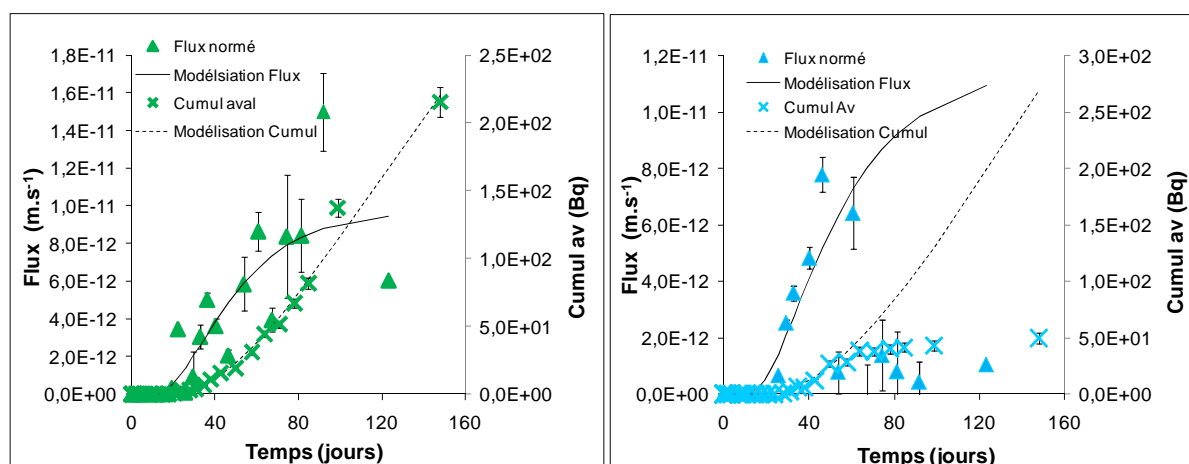 Flux normé
Modélsiation Flux
Cumul aval
Modélisation Cumul
1,8E-11
1,6E-11
1,4E-11
1,2E-11
1,0E-11
8,0E-12
6,0E-12
4,0E-12
2,0E-12
0,0E+00
Flux (m.s-1)
2,5E+02
2,0E+02
1,5E+02
1,0E+02
5,0E+01
0,0E+00
Cumul av (Bq)
0 40 80 120 160
Temps (jours)
Flux normé
Modélisation Flux
Cumul Av
Modélisation Cumul
1,2E-11
1,0E-11
8,0E-12
6,0E-12
4,0E-12
2,0E-12
0,0E+00
Flux (m.s-1)
3,0E+02
2,5E+02
2,0E+02
1,5E+02
1,0E+02
5,0E+01
0,0E+00
Cumul av (Bq)
0 40 80 120 160
Temps (jours)